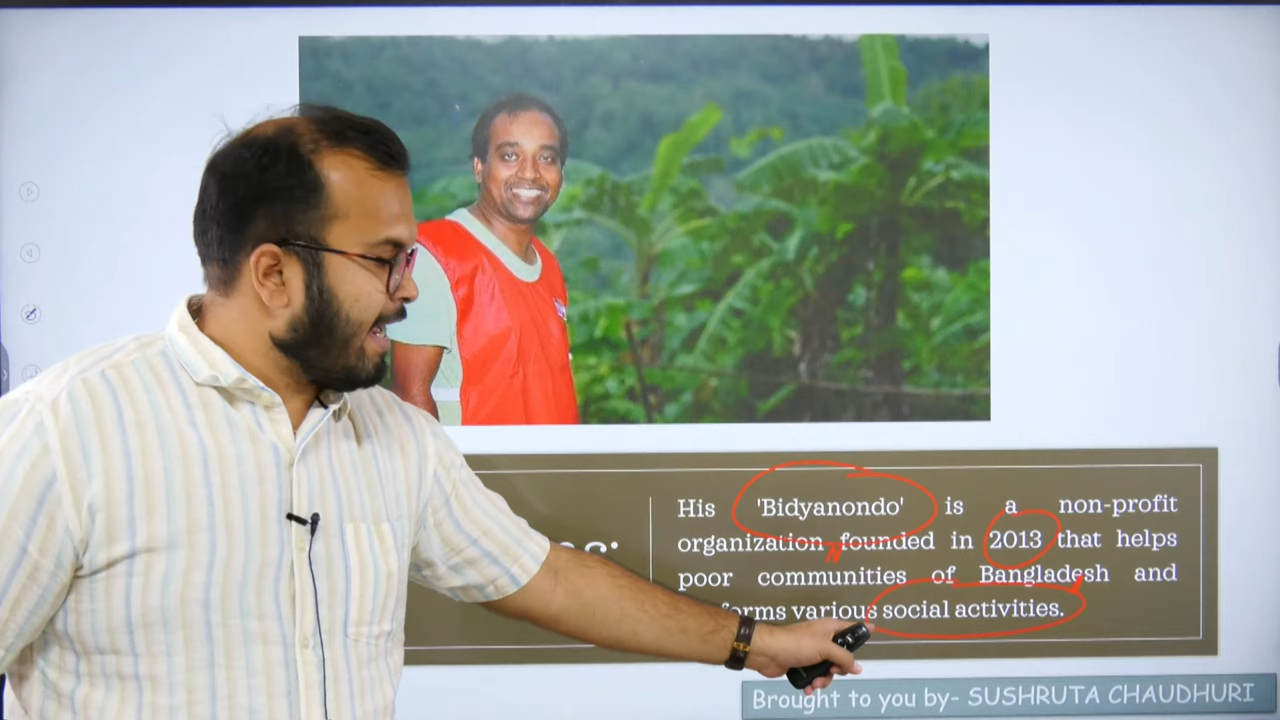 His 'Bidyanondo' is a non-profit
organization founded in 2013 that helps
poor communities of Bangladesh and
various social activities.
Brought to you by- SUSHRUTA CHAUDHURI